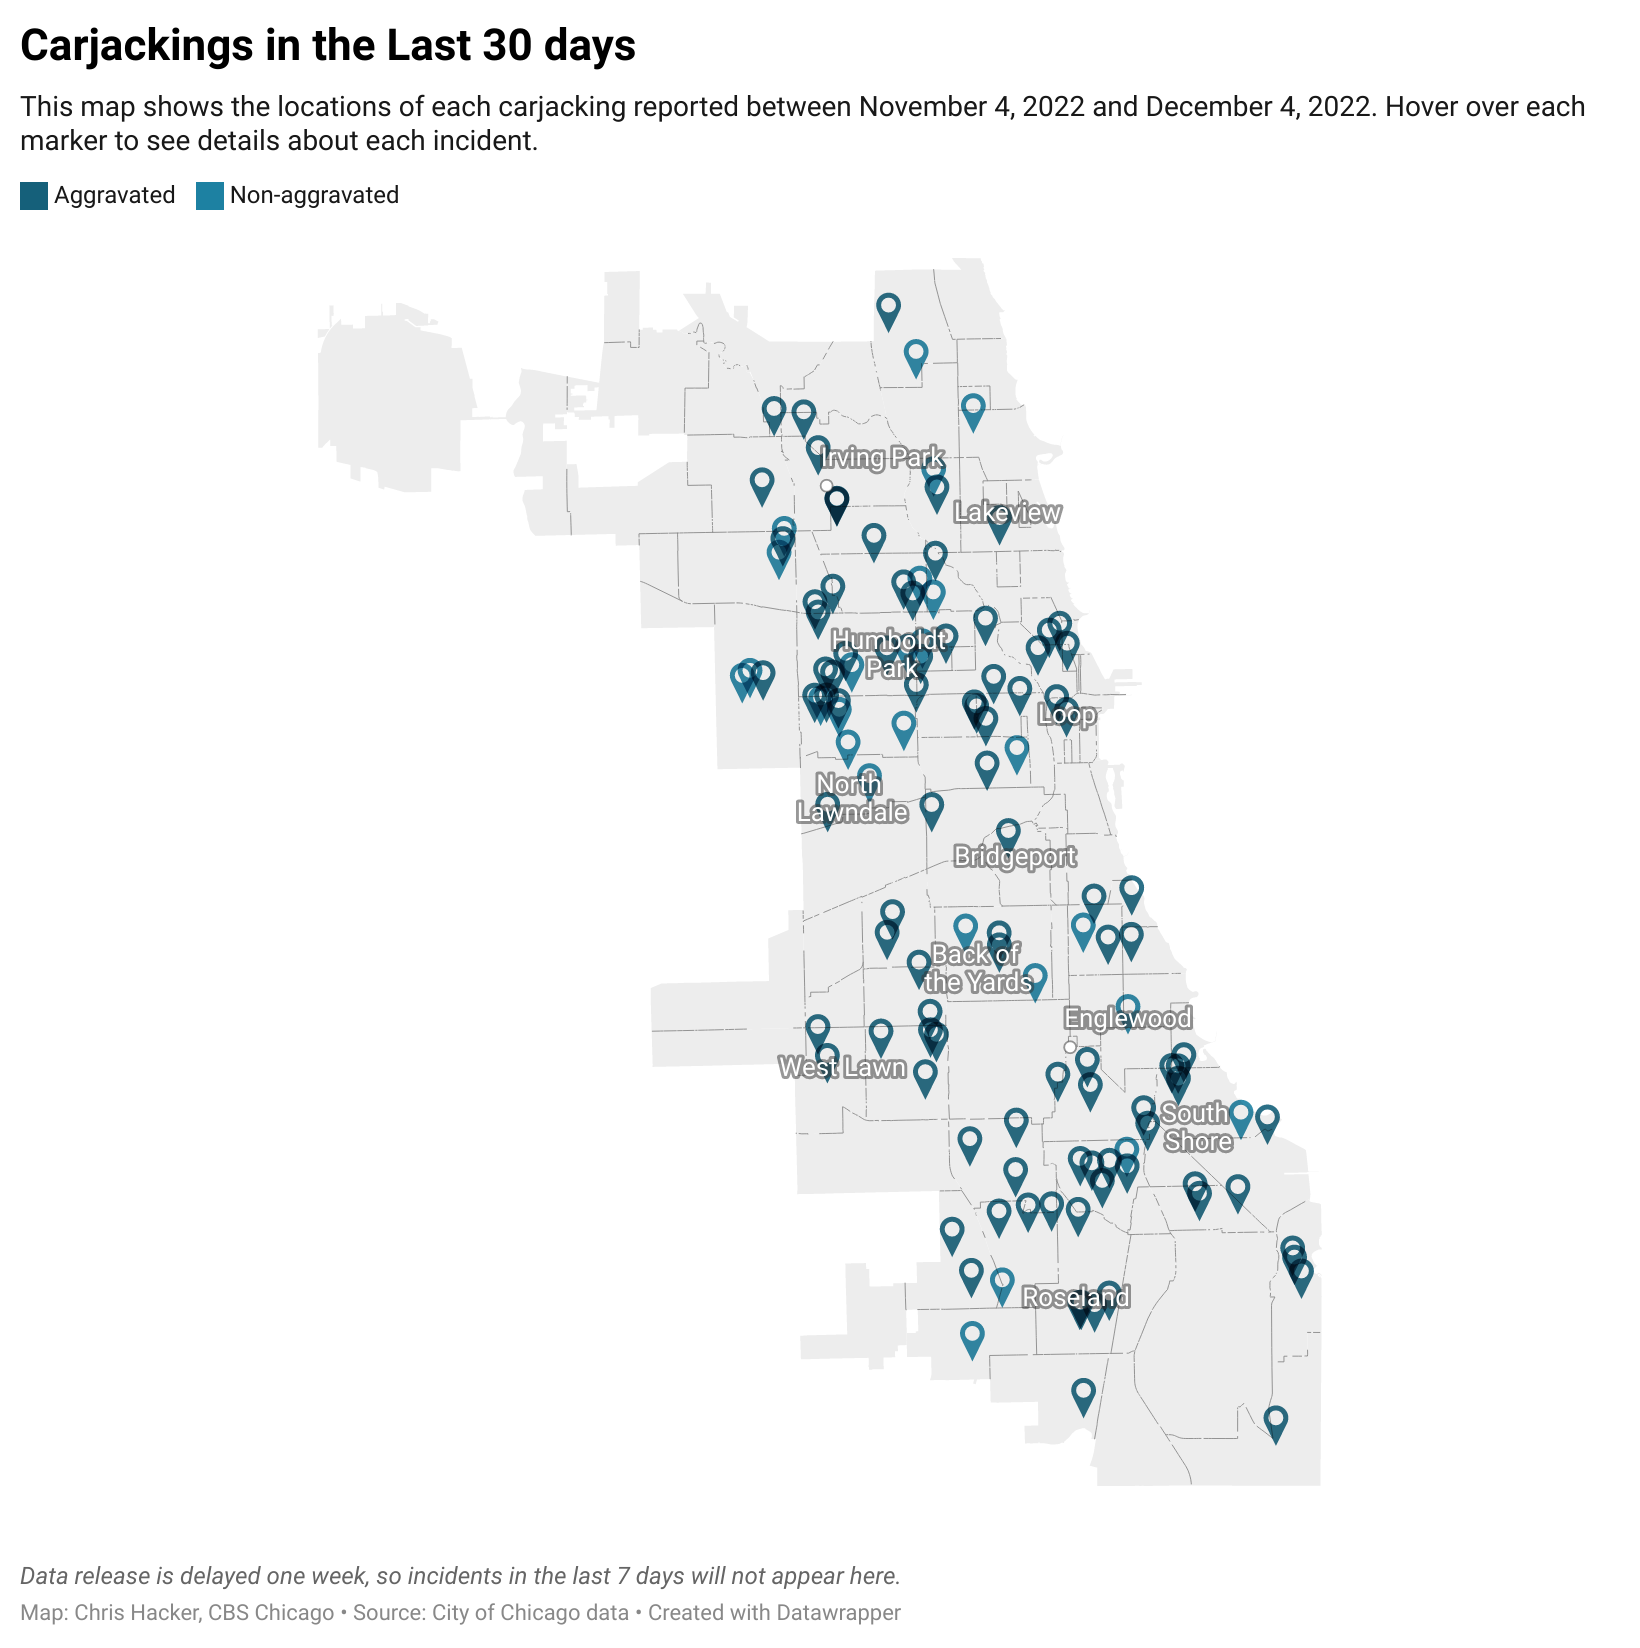 Carjackings in the Last 30 days
This map shows the locations of each carjacking reported between November 4, 2022 and December 4, 2022. Hover over each
marker to see details about each incident.
Aggravated Non-aggravated
Irving Park
Lakeview
Humboldt
Park
Loop
North
Lawndale
Bridgeport
Back of
the Yards
Englewood
West Lawn
South
Shore
Roseland
Data release is delayed one week, so incidents in the last 7 days will not appear here.
Map: Chris Hacker, CBS Chicago • Source: City of Chicago data • Created with Datawrapper